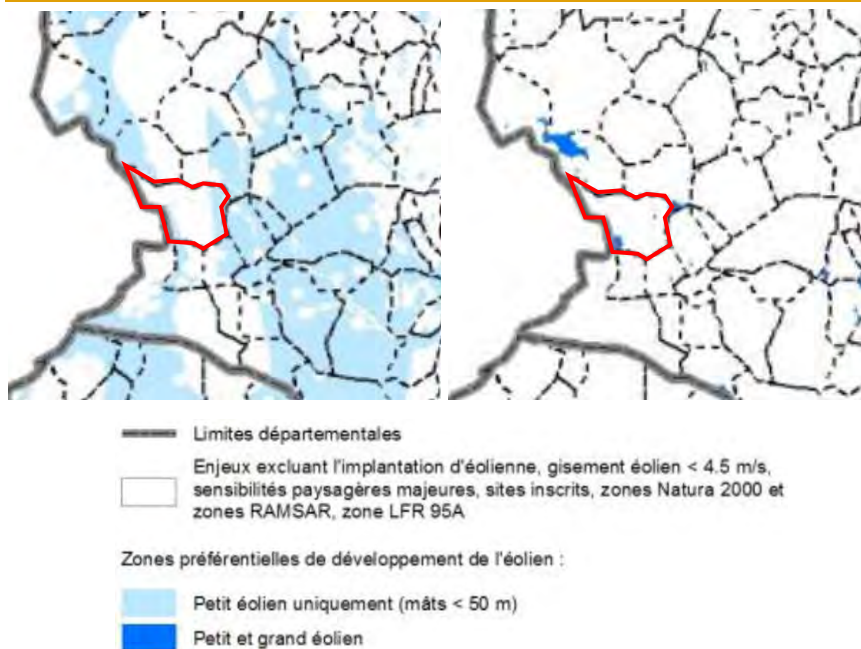 Limites départementales
Enjeux excluant l'implantation d'éolienne, gisement éolien < 4.5 m/s,
sensibilités paysagères majeures, sites inscrits, zones Natura 2000 et
zones RAMSAR, zone LFR 95A
Zones préférentielles de développement de l'éolien :
Petit éolien uniquement (mâts < 50 m)
Petit et grand éolien